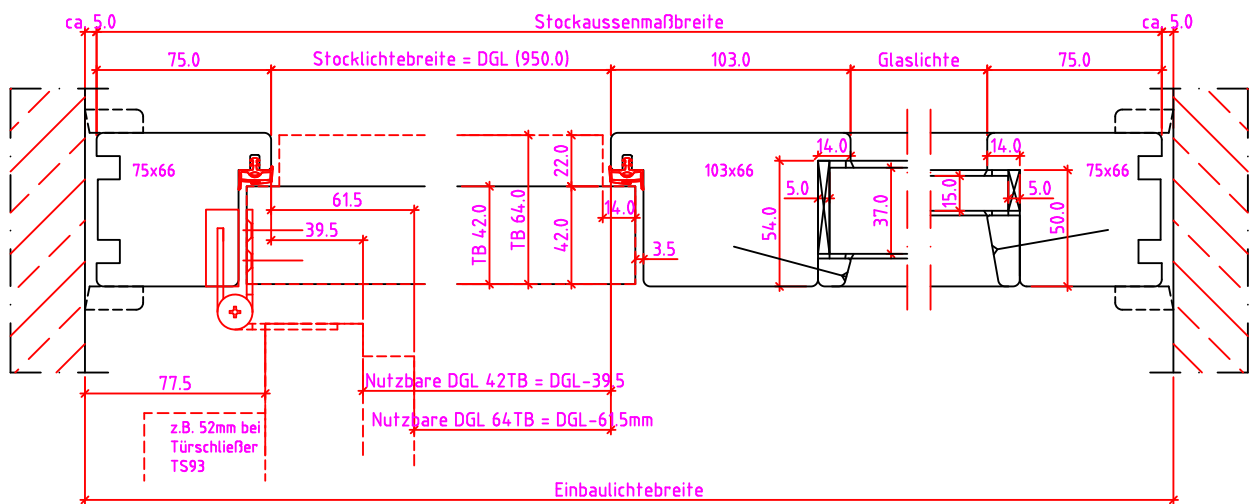 ca. 5.0 Stockaussenmaßbreite ca. 5.0
75.0 Stocklichtebreite = DGL (950.0) 103.0 Glaslichte 75.0
75x66 103x66 75x66
22.0
14.0 14.0
61.5
39.5
TB 42.0
TB 64.0
42.0
14.0
3.5
54.0
5.0
37.0
15.0
5.0
50.0
77.5
Nutzbare DGL 42TB = DGL-39.5
Nutzbare DGL 64TB = DGL-61.5mm
z.B. 52mm bei
Türschließer
TS93
Einbaulichtebreite